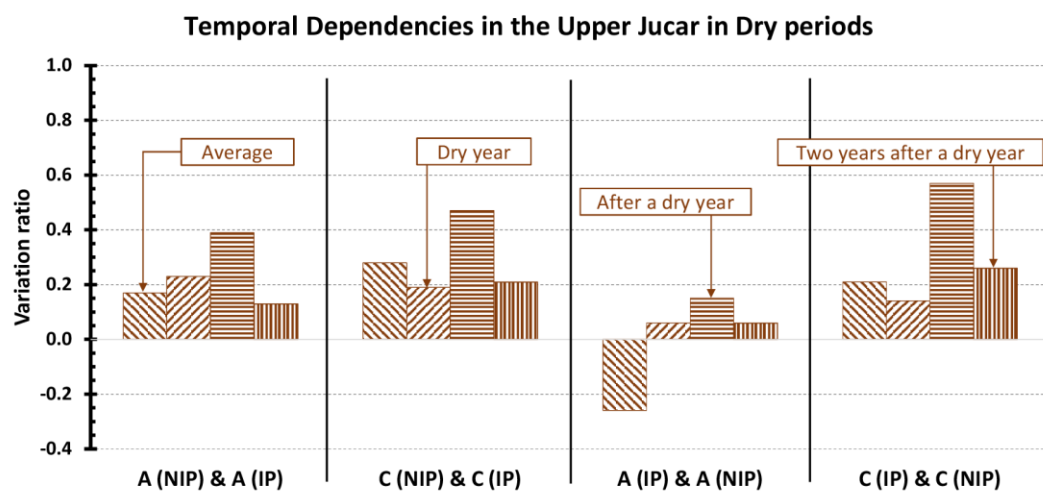 Temporal Dependencies in the Upper Jucar in Dry periods
Variation ratio
1.0
0.8
0.6
0.4
0.2
0.0
-0.2
-0.4
Average
Dry year
After a dry year
Two years after a dry year
A (NIP) & A (IP)
C (NIP) & C (IP)
A (IP) & A (NIP)
C (IP) & C (NIP)